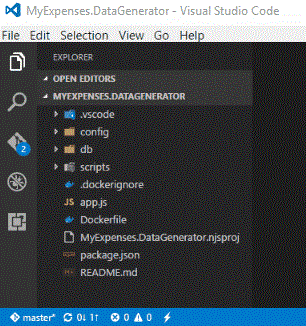 MyExpenses.DataGenerator - Visual Studio Code
File Edit Selection View Go Help
EXPLORER
OPEN EDITORS
MYEXPENSES.DATAGENERATOR
.vscode
config
db
scripts
.dockerignore
JS app.js
Dockerfile
MyExpenses.DataGenerator.njsproj
package.json
README.md
2
master* 0↓ 1↑ 0 0